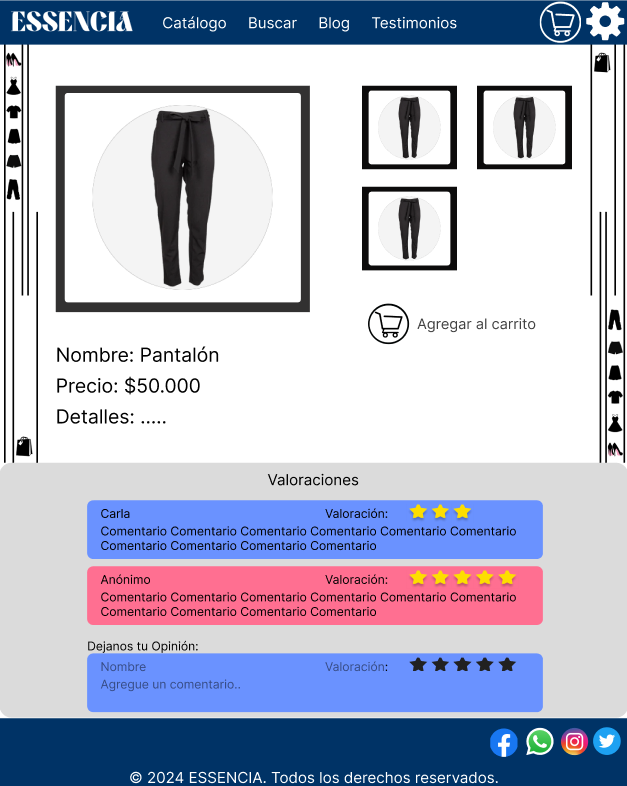 ESSENCIA Catálogo Buscar Blog Testimonios
Agregar al carrito
Nombre: Pantalón
Precio: $50.000
Detalles: .....
Valoraciones
Carla Valoración:
Comentario Comentario Comentario Comentario Comentario Comentario
Comentario Comentario Comentario Comentario
Anónimo Valoración:
Comentario Comentario Comentario Comentario Comentario Comentario
Comentario Comentario Comentario Comentario
Dejanos tu Opinión:
Nombre Valoración:
Agregue un comentario..
© 2024 ESSENCIA. Todos los derechos reservados.